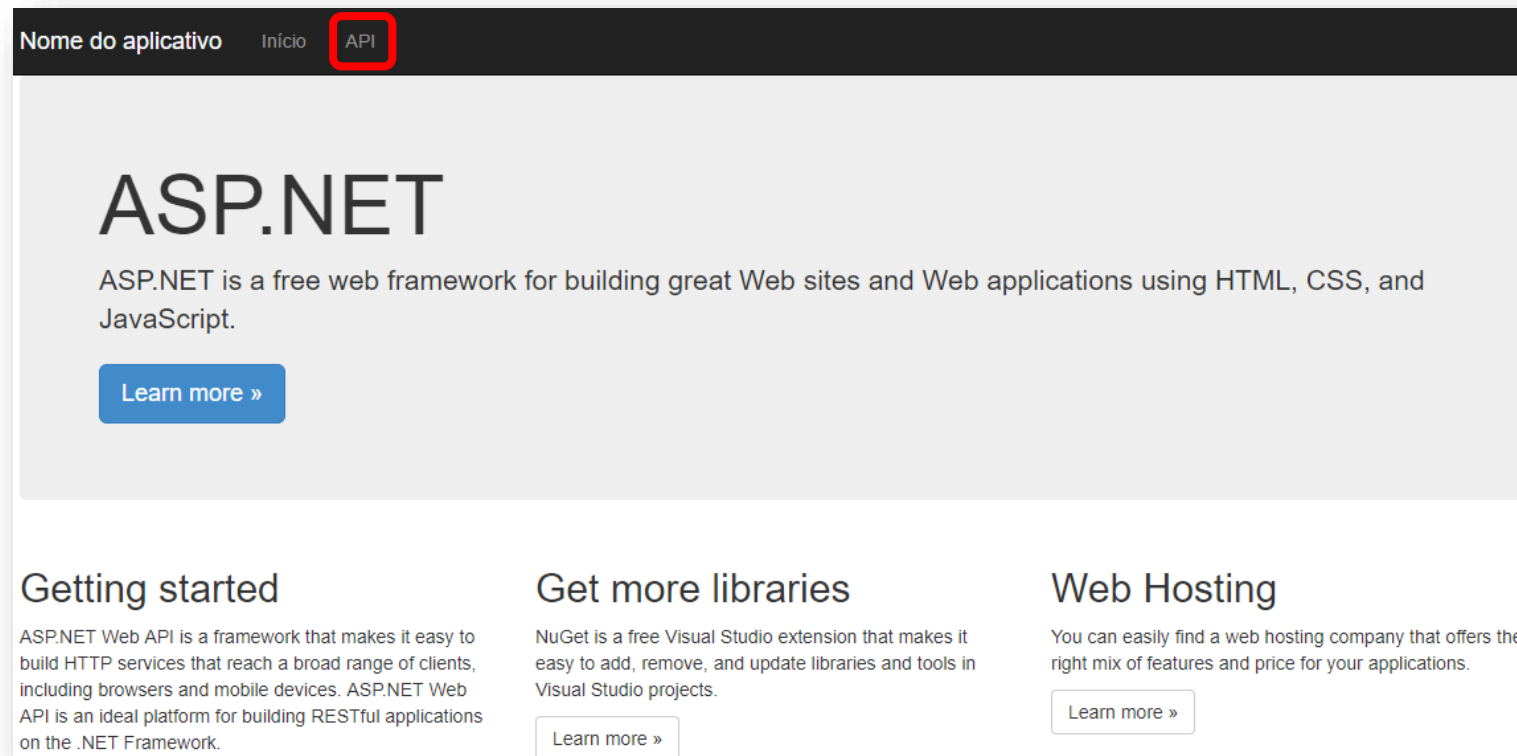 Nome do aplicativo Início API
ASP.NET
ASP.NET is a free web framework for building great Web sites and Web applications using HTML, CSS, and
JavaScript.
Learn more »
Getting started
ASP.NET Web API is a framework that makes it easy to
build HTTP services that reach a broad range of clients,
including browsers and mobile devices. ASP.NET Web
API is an ideal platform for building RESTful applications
on the .NET Framework.
Get more libraries
NuGet is a free Visual Studio extension that makes it
easy to add, remove, and update libraries and tools in
Visual Studio projects.
Learn more »
Web Hosting
You can easily find a web hosting company that offers the
right mix of features and price for your applications.
Learn more »